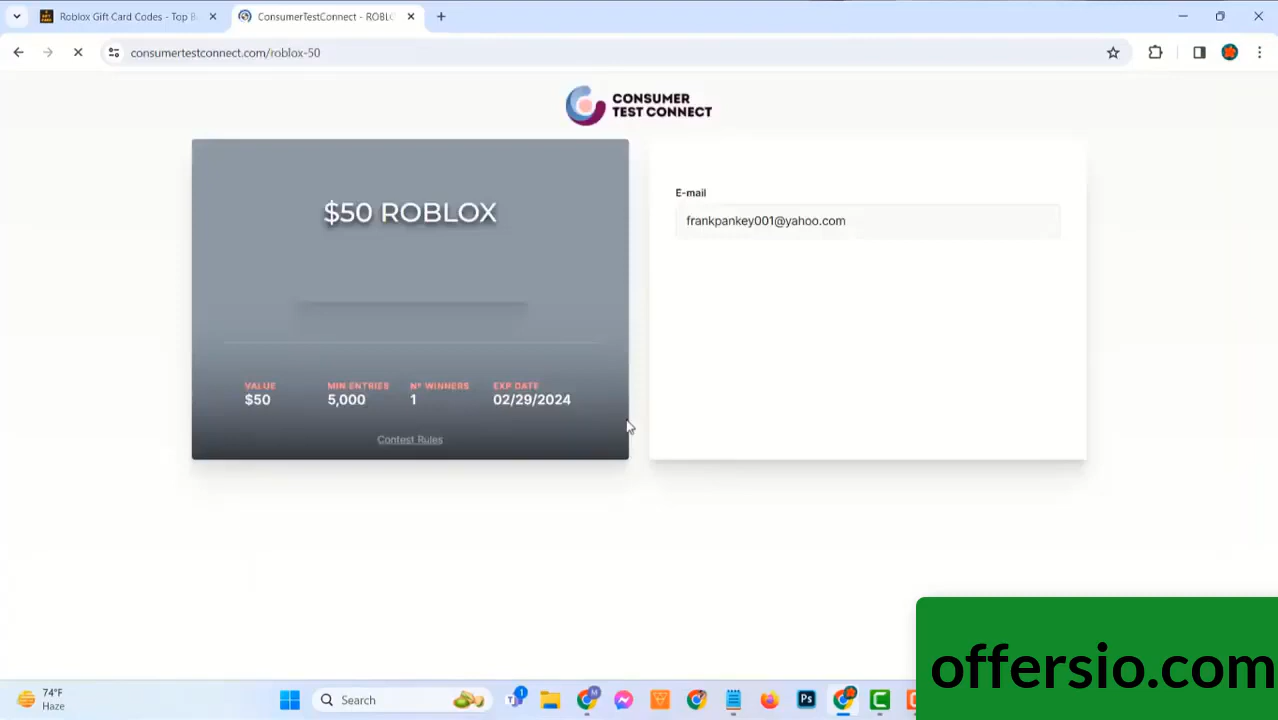 Roblox Gift Card Codes - Top B
ConsumerTestConnect - ROBLO
consumertestconnect.com/roblox-50
CONSUMER
TEST CONNECT
$50 ROBLOX
E-mail
frankpankey001@yahoo.com
VALUE MIN ENTRIES Nº WINNERS EXP DATE
$50 5,000 1 02/29/2024
Contest Rules
offersio.com
74°F
Haze
Search
1
M
Ps